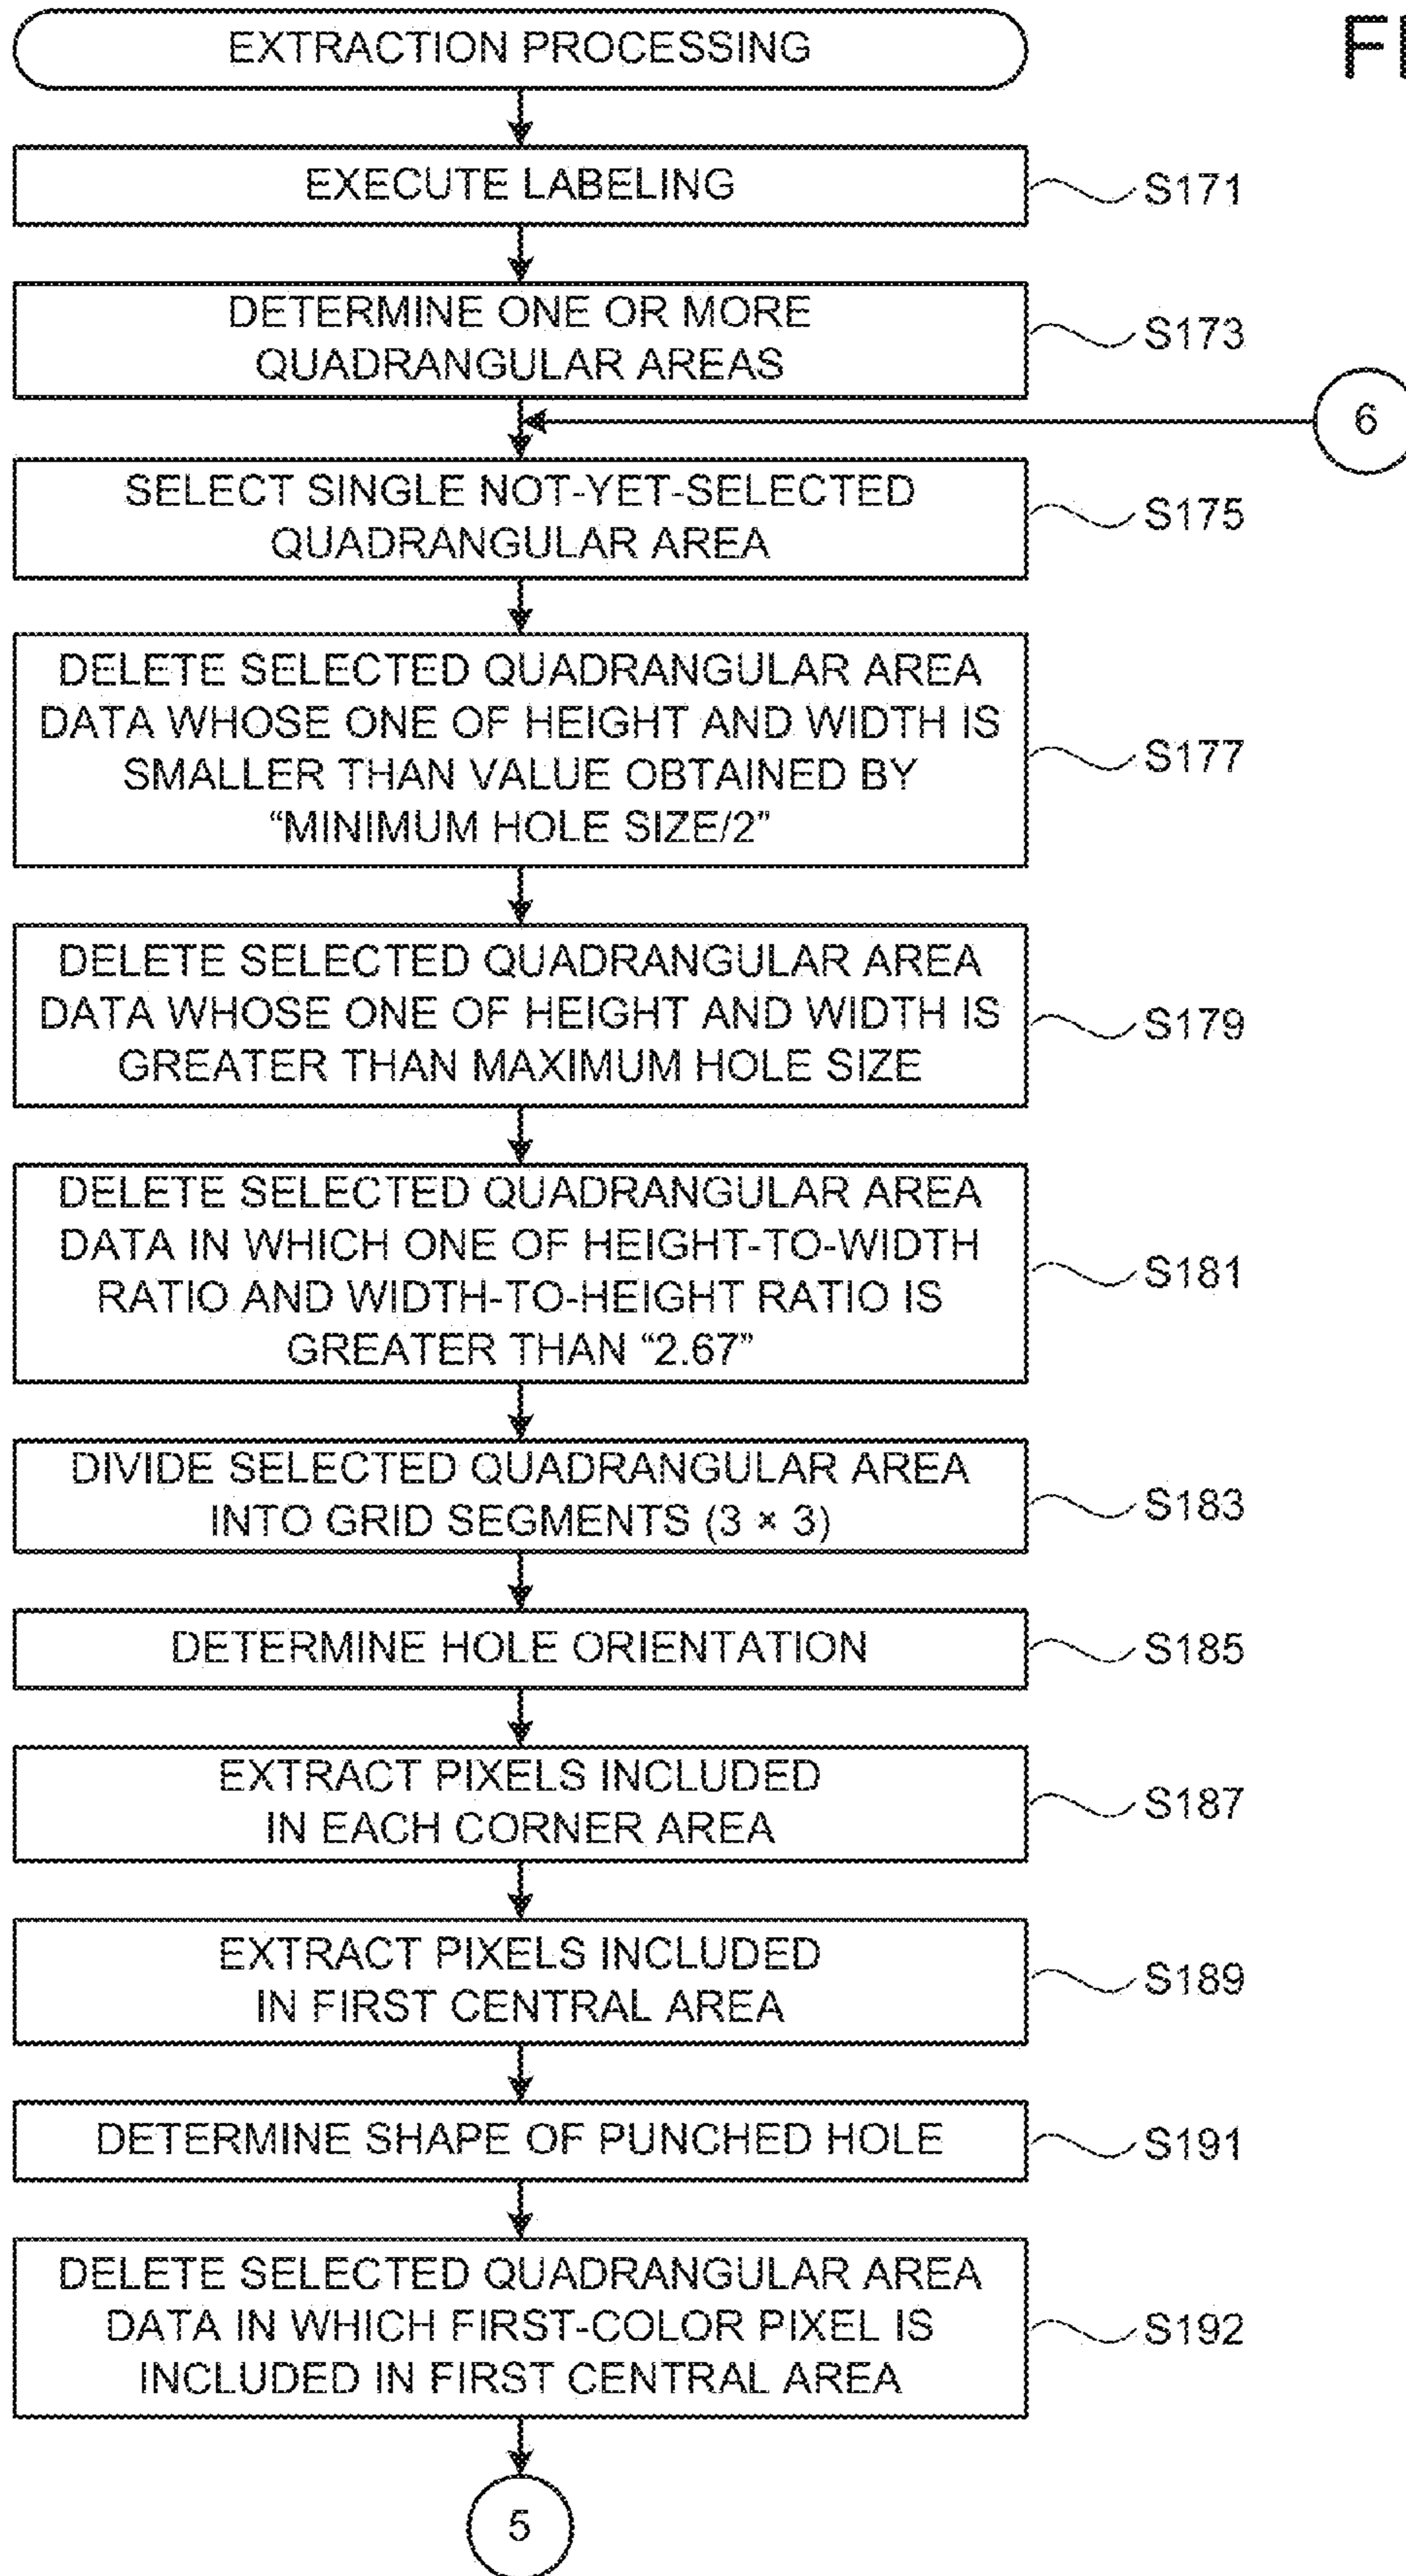 EXTRACTION PROCESSING
EXECUTE LABELING
S171
DETERMINE ONE OR MORE
QUADRANGULAR AREAS
S173
6
SELECT SINGLE NOT-YET-SELECTED
QUADRANGULAR AREA
S175
DELETE SELECTED QUADRANGULAR AREA
DATA WHOSE ONE OF HEIGHT AND WIDTH IS
SMALLER THAN VALUE OBTAINED BY
“MINIMUM HOLE SIZE/2”
S177
DELETE SELECTED QUADRANGULAR AREA
DATA WHOSE ONE OF HEIGHT AND WIDTH IS
GREATER THAN MAXIMUM HOLE SIZE
S179
DELETE SELECTED QUADRANGULAR AREA
DATA IN WHICH ONE OF HEIGHT-TO-WIDTH
RATIO AND WIDTH-TO-HEIGHT RATIO IS
GREATER THAN “2.67”
S181
DIVIDE SELECTED QUADRANGULAR AREA
INTO GRID SEGMENTS (3 × 3)
S183
DETERMINE HOLE ORIENTATION
S185
EXTRACT PIXELS INCLUDED
IN EACH CORNER AREA
S187
EXTRACT PIXELS INCLUDED
IN FIRST CENTRAL AREA
S189
DETERMINE SHAPE OF PUNCHED HOLE
S191
DELETE SELECTED QUADRANGULAR AREA
DATA IN WHICH FIRST-COLOR PIXEL IS
INCLUDED IN FIRST CENTRAL AREA
S192
5